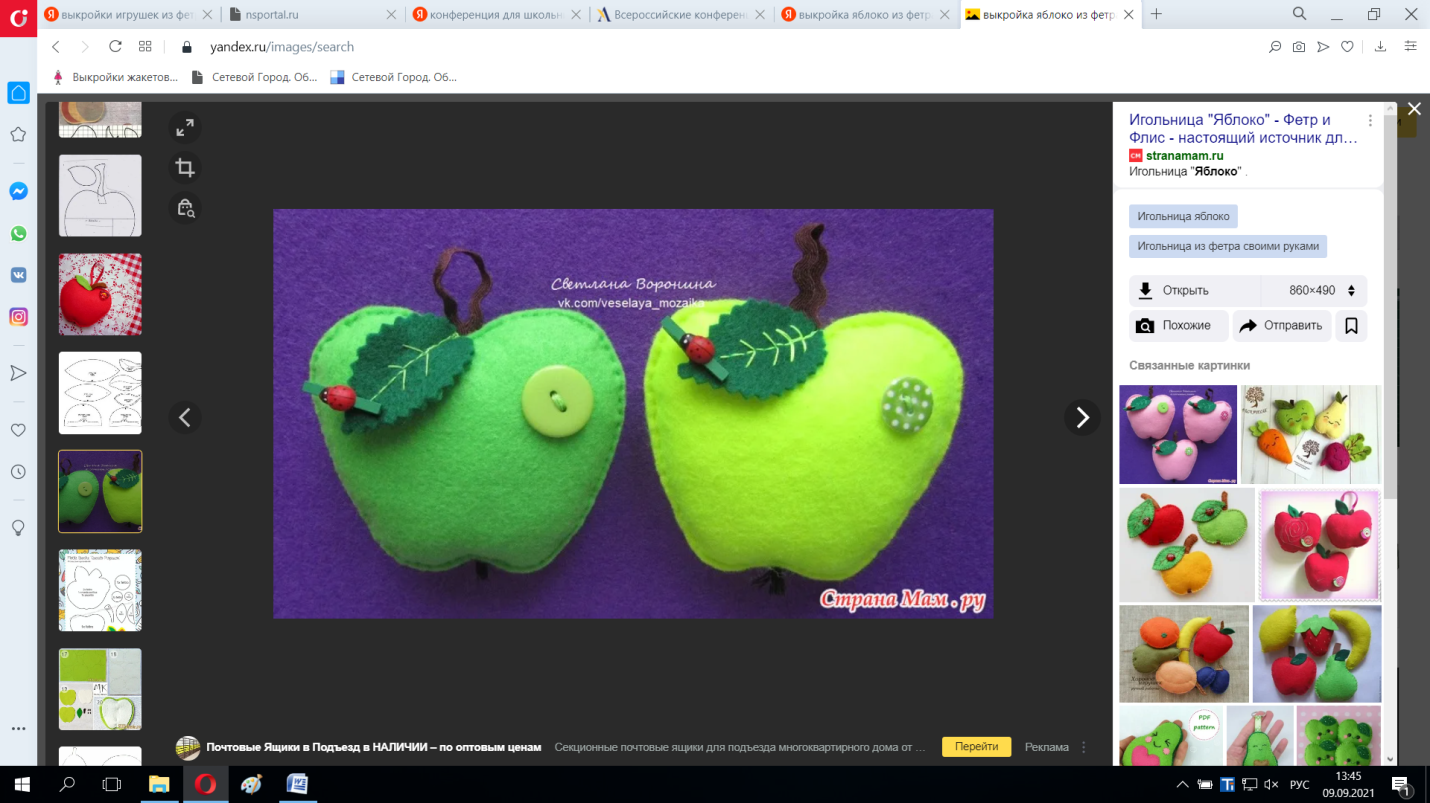 выкройки игрушек из фет
nsportal.ru
конференция для школьн
Всероссийские конферен
выкройка яблоко из фетр
выкройка яблоко из фетр
yandex.ru/images/search
Выкройки жакетов...
Сетевой Город. Об...
Сетевой Город. Об...
Светлана Воронина
vk.com/veselaya_mozaika
Страна Мам . ру
Игольница "Яблоко" - Фетр и
Флис - настоящий источник дл...
stranamam.ru
Игольница "Яблоко" .
Игольница яблоко
Игольница из фетра своими руками
Открыть
860×490
Похожие
Отправить
Связанные картинки
PDF
pattern
Почтовые Ящики в Подъезд в НАЛИЧИИ – по оптовым ценам
Секционные почтовые ящики для подъезда многоквартирного дома от ...
Перейти
Реклама
РУС
13:45
09.09.2021
1